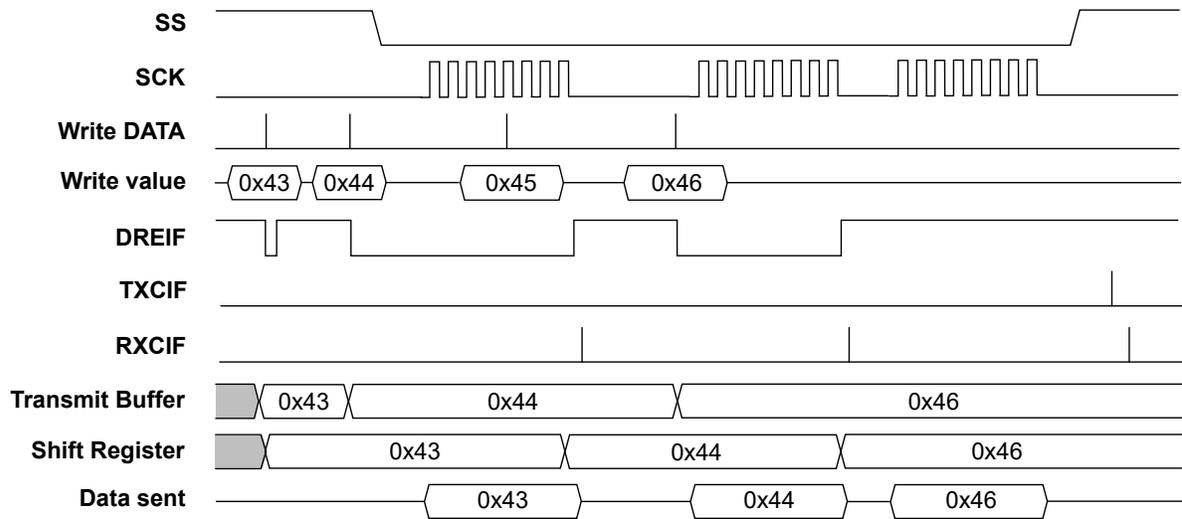 SS
SCK
Write DATA
Write value 0x43 0x44 0x45 0x46
DREIF
TXCIF
RXCIF
Transmit Buffer 0x43 0x44 0x46
Shift Register 0x43 0x44 0x46
Data sent 0x43 0x44 0x46